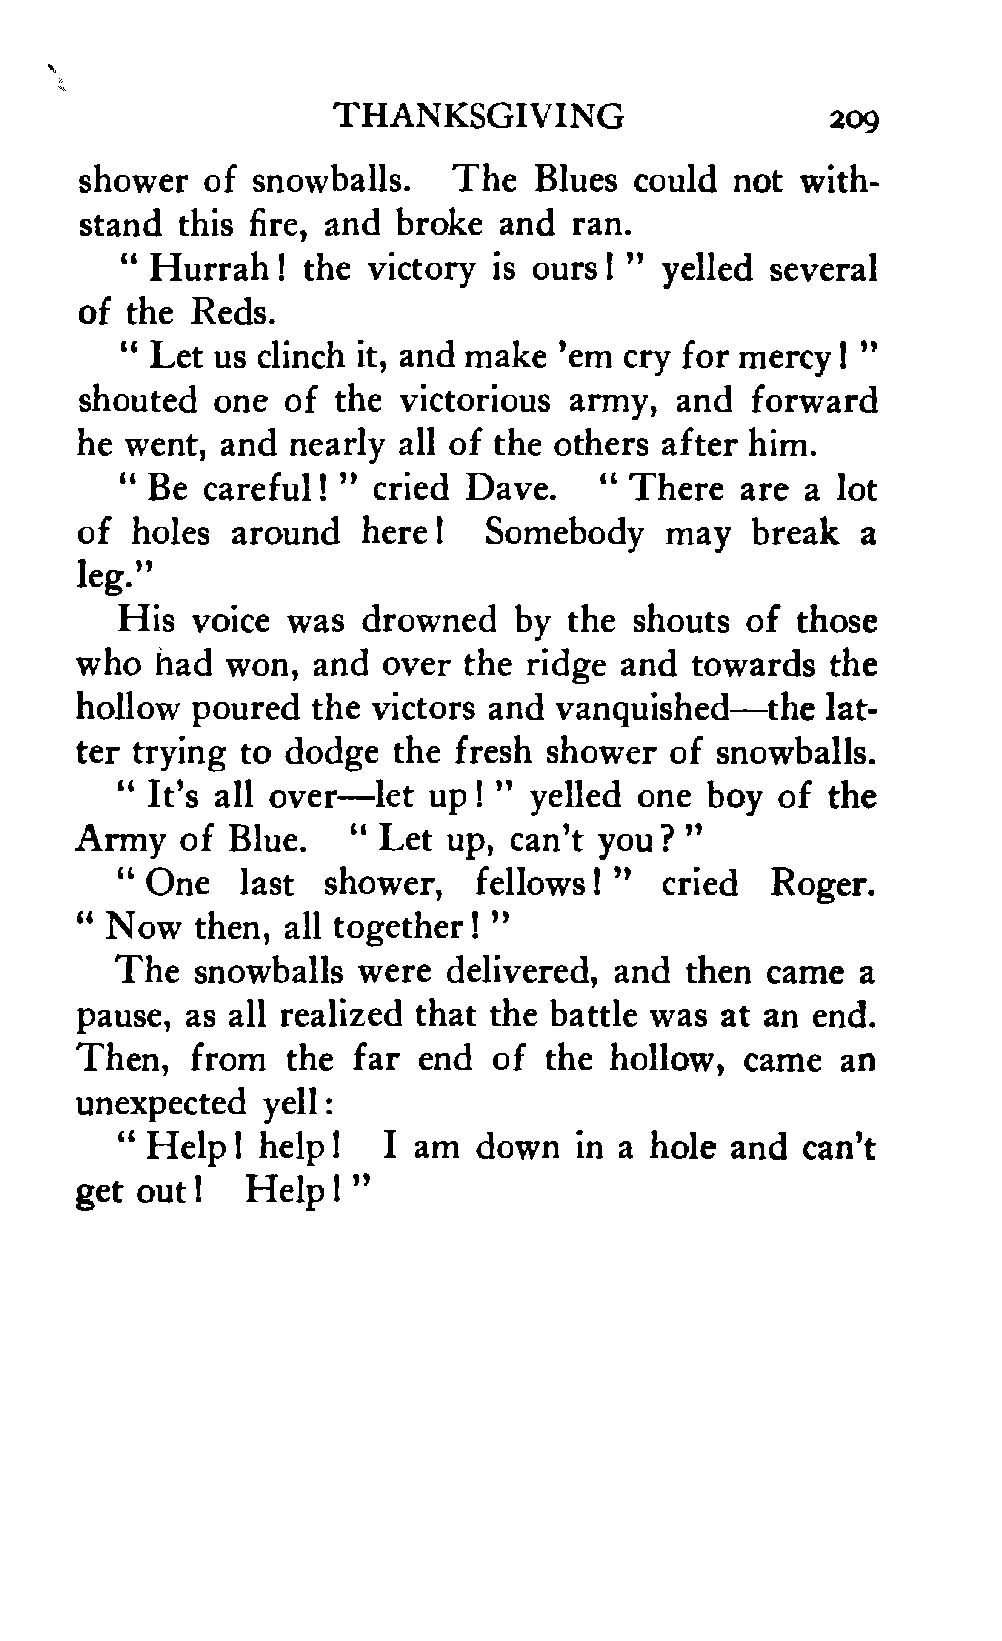 THANKSGIVING 209
shower of snowballs. The Blues could not with-
stand this fire, and broke and ran.
" Hurrah! the victory is ours! " yelled several
of the Reds.
" Let us clinch it, and make 'em cry for mercy! "
shouted one of the victorious army, and forward
he went, and nearly all of the others after him.
" Be careful! " cried Dave. " There are a lot
of holes around here! Somebody may break a
leg."
His voice was drowned by the shouts of those
who had won, and over the ridge and towards the
hollow poured the victors and vanquished—the lat-
ter trying to dodge the fresh shower of snowballs.
" It's all over—let up! " yelled one boy of the
Army of Blue. " Let up, can't you? "
" One last shower, fellows! " cried Roger.
" Now then, all together! "
The snowballs were delivered, and then came a
pause, as all realized that the battle was at an end.
Then, from the far end of the hollow, came an
unexpected yell:
" Help! help! I am down in a hole and can't
get out! Help! "